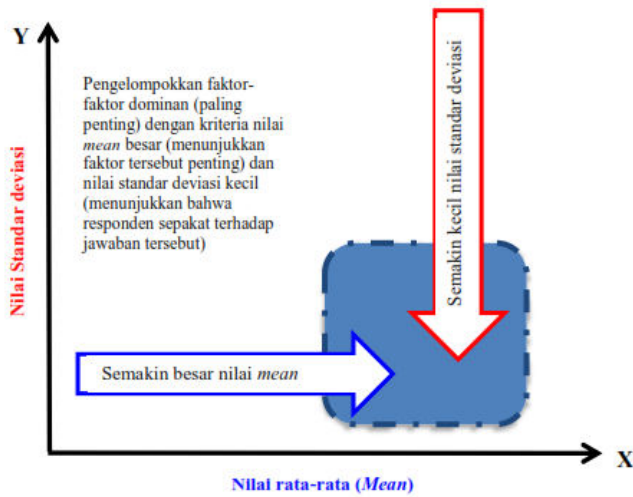 Y
Pengelompokkan faktor-
faktor dominan (paling
penting) dengan kriteria nilai
mean besar (menunjukkan
faktor tersebut penting) dan
nilai standar deviasi kecil
(menunjukkan bahwa
responden sepakat terhadap
jawaban tersebut)
Nilai Standar deviasi
Semakin kecil nilai standar deviasi
Semakin besar nilai mean
X
Nilai rata-rata (Mean)